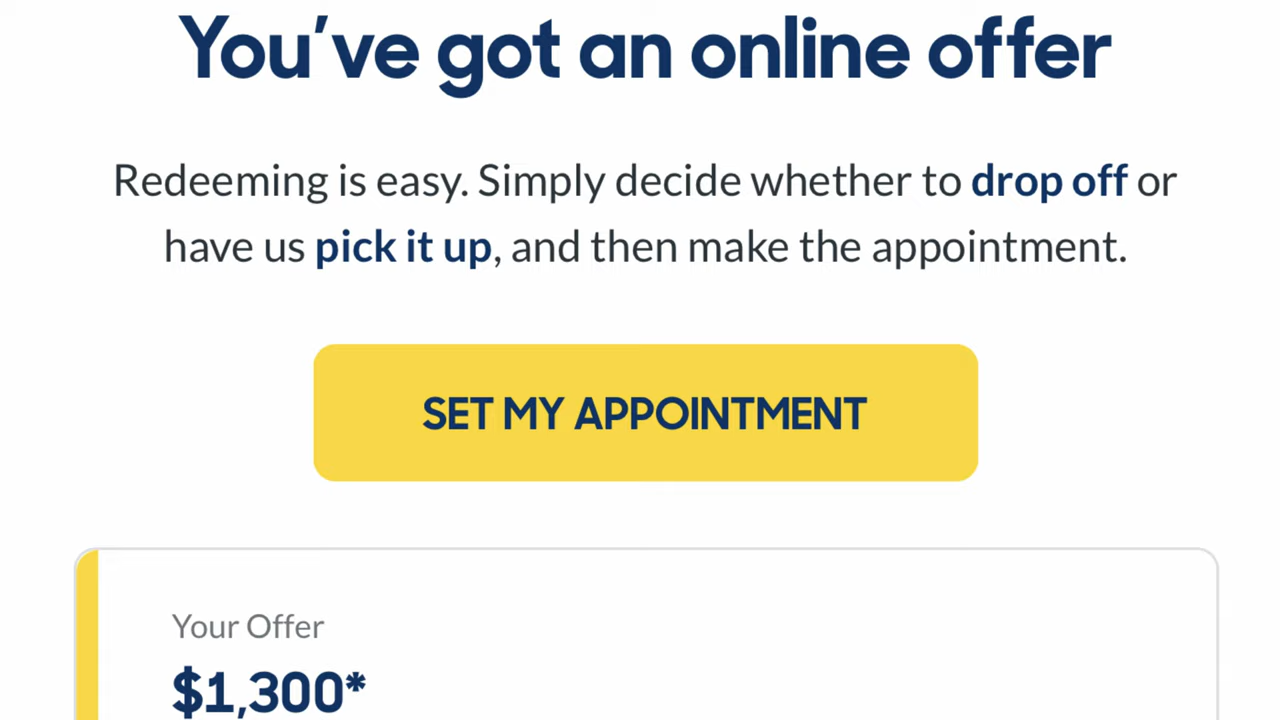 You’ve got an online offer
Redeeming is easy. Simply decide whether to drop off or
have us pick it up, and then make the appointment.
SET MY APPOINTMENT
Your Offer
$1,300*